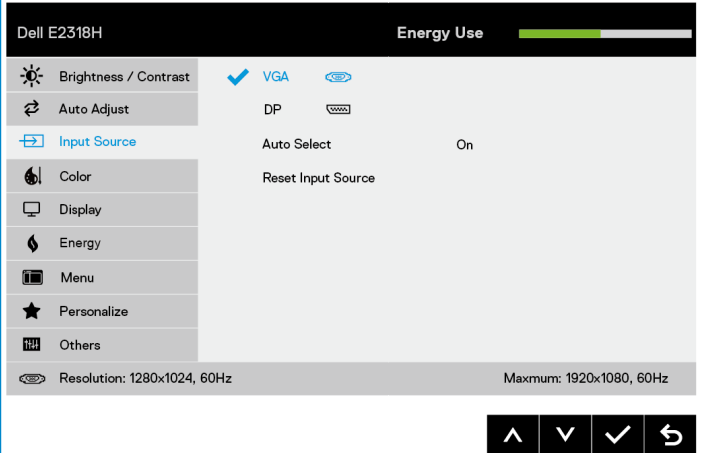 Dell E2318H Energy Use
Brightness / Contrast VGA
Auto Adjust DP
Input Source Auto Select On
Color Reset Input Source
Display
Energy
Menu
Personalize
Others
Resolution: 1280x1024, 60Hz Maxmum: 1920x1080, 60Hz